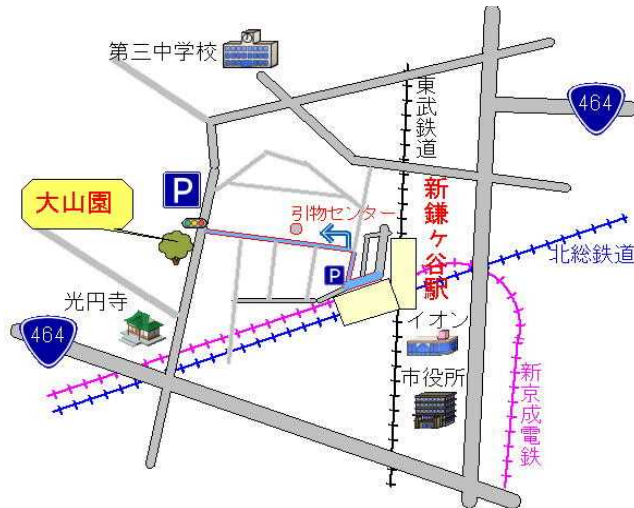 第三中学校
464
東武鉄道
P
大山園
引物センター
新鎌ヶ谷駅
北総鉄道
P
光円寺
464
イオン
市役所
新京成電鉄